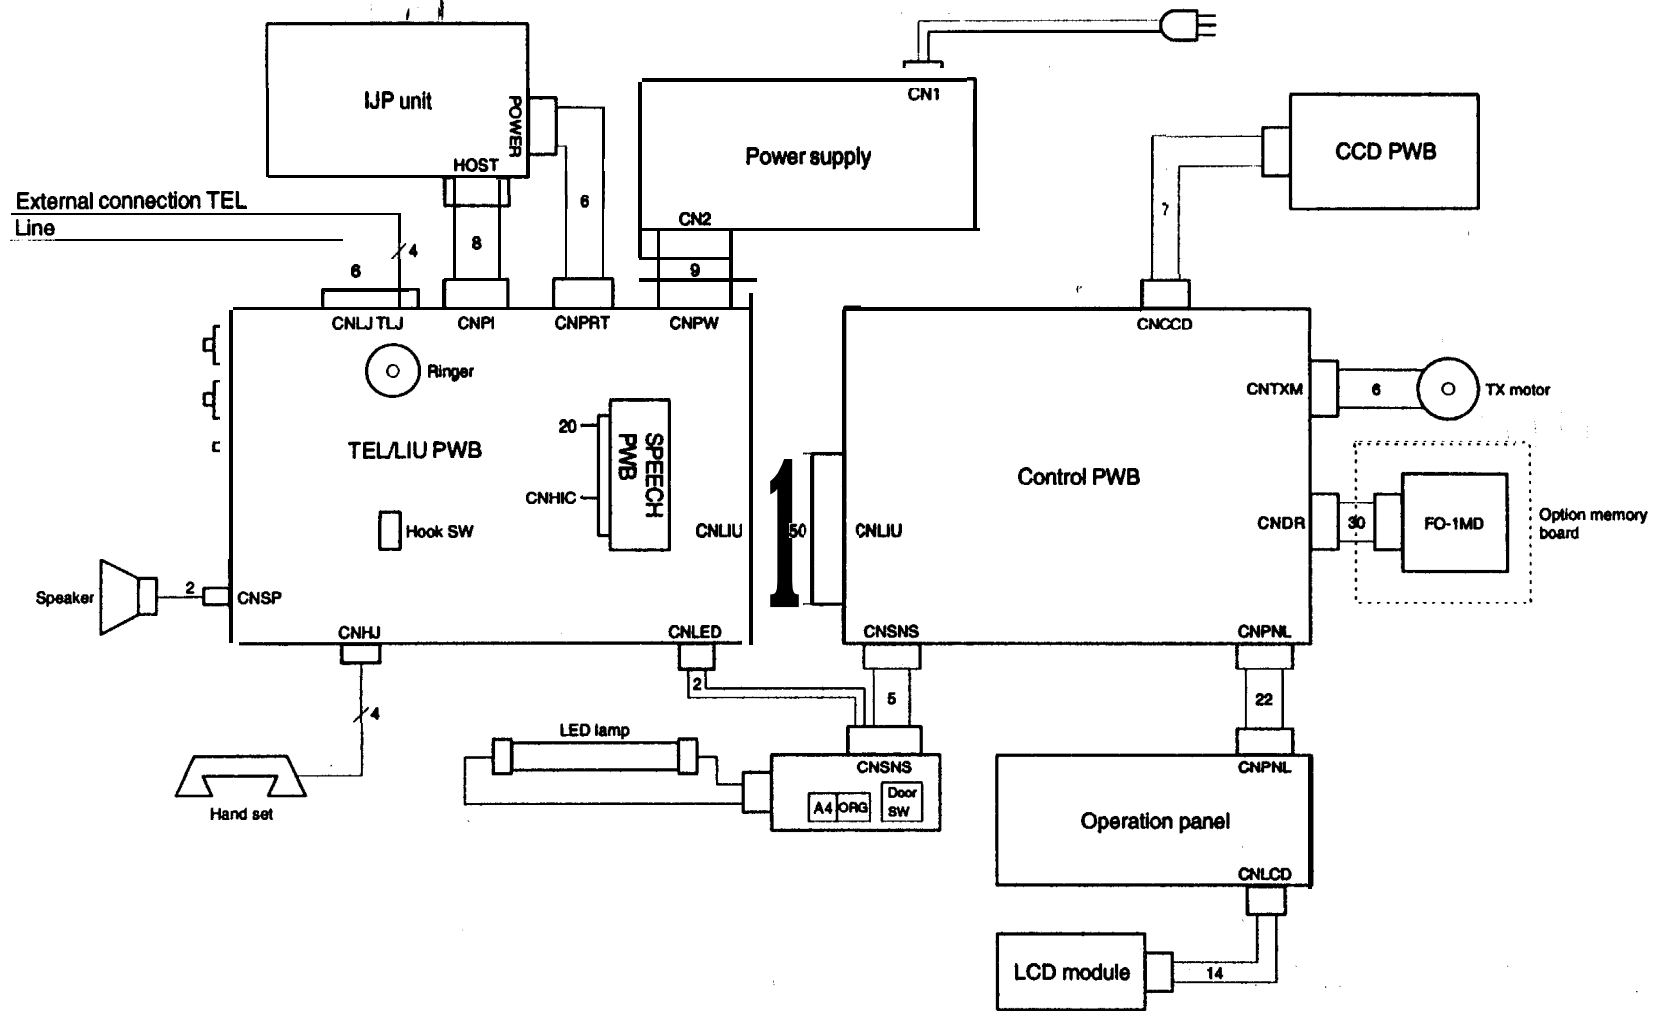 IJP unit
POWER
HOST
CN1
Power supply
CN2
CCD PWB
External connection TEL
Line
4
6
8
6
9
7
CNLJ TLJ
CNPI
CNPRT
CNPW
CNCCD
Ringer
CNTXM
6
TX motor
TEL/LIU PWB
20
SPEECH
PWB
CNHIC
Control PWB
Hook SW
CNLIU
50
CNLIU
CNDR
30
FO-1MD
Option memory
board
Speaker
2
CNSP
CNHJ
CNLED
CNSNS
CNPNL
2
5
22
4
LED lamp
CNSNS
CNPNL
Hand set
A4
ORG
Door
SW
Operation panel
CNLCD
LCD module
14